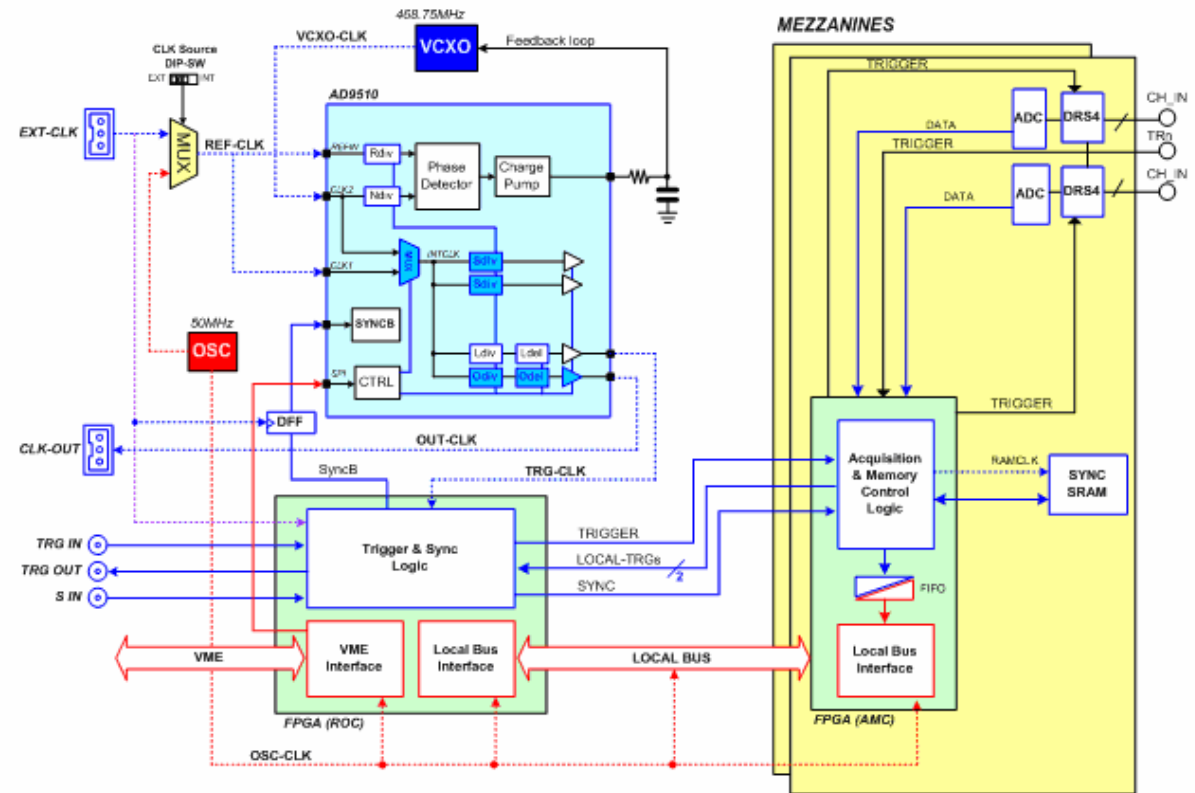 468.75MHz
MEZZANINES
VCXO-CLK
VCXO
Feedback loop
CLK Source
DIP-SW
EXT
INT
TRIGGER
AD9510
CH_IN
ADC
DRS4
DATA
TRIGGER
TRn
EXT-CLK
MUX
REF-CLK
REFIN
Rdiv
Phase
Detector
Charge
Pump
CLK2
Ndiv
ADC
DRS4
CH_IN
DATA
MUX
INTCLK
Sdiv
CLK1
Sdiv
50MHz
OSC
SYNCB
Ldiv
Ldel
SPI
CTRL
Odiv
Odel
DFF
TRIGGER
CLK-OUT
OUT-CLK
SyncB
TRG-CLK
Acquisition
& Memory
Control
Logic
RAMCLK
SYNC
SRAM
TRG IN
TRG OUT
S IN
Trigger & Sync
Logic
TRIGGER
LOCAL-TRGs
2
SYNC
FIFO
VME
VME
Interface
Local Bus
Interface
LOCAL BUS
Local Bus
Interface
FPGA (ROC)
FPGA (AMC)
OSC-CLK